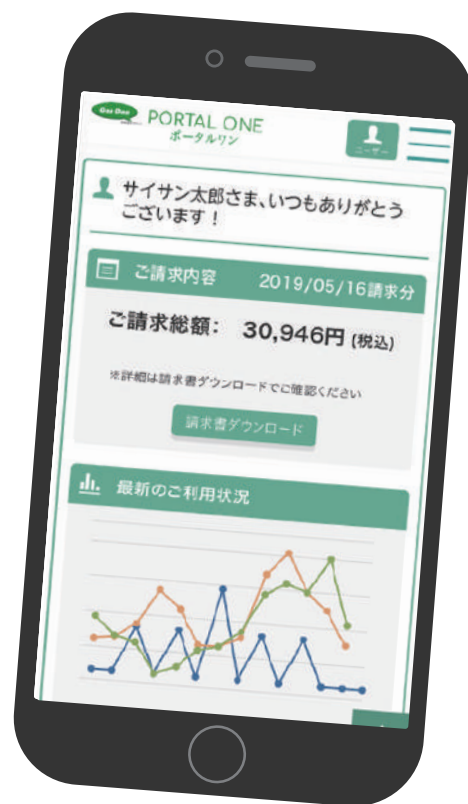 Gas One
PORTAL ONE
ポータルワン
ユーザー
サイサン太郎さま、いつもありがとう
ございます！
ご請求内容 2019/05/16請求分
ご請求総額： 30,946円 (税込)
※詳細は請求書ダウンロードでご確認ください
請求書ダウンロード
最新のご利用状況